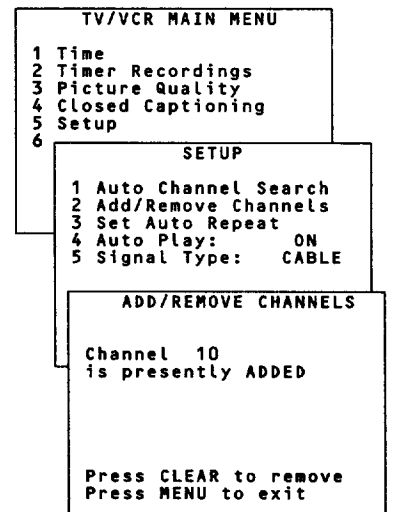 TV/VCR MAIN MENU
1 Time
2 Timer Recordings
3 Picture Quality
4 Closed Captioning
5 Setup
6
SETUP
1 Auto Channel Search
2 Add/Remove Channels
3 Set Auto Repeat
4 Auto Play: ON
5 Signal Type: CABLE
ADD/REMOVE CHANNELS
Channel 10
is presently ADDED
Press CLEAR to remove
Press MENU to exit